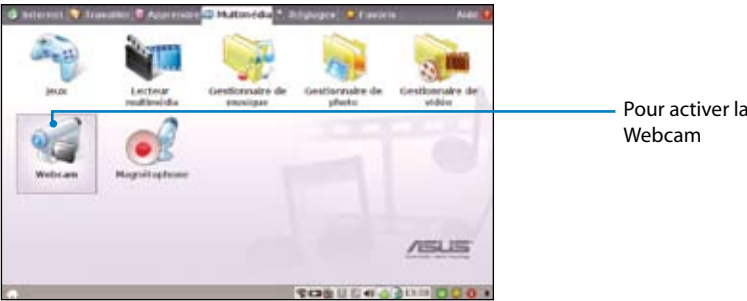 Internet Travailler Apprendre Multimédia Réglages Favoris Aide
Jeux
Lecteur
multimédia
Gestionnaire de
musique
Gestionnaire de
photo
Gestionnaire de
vidéo
Webcam
Magnétophone
Pour activer la
Webcam
ASUS